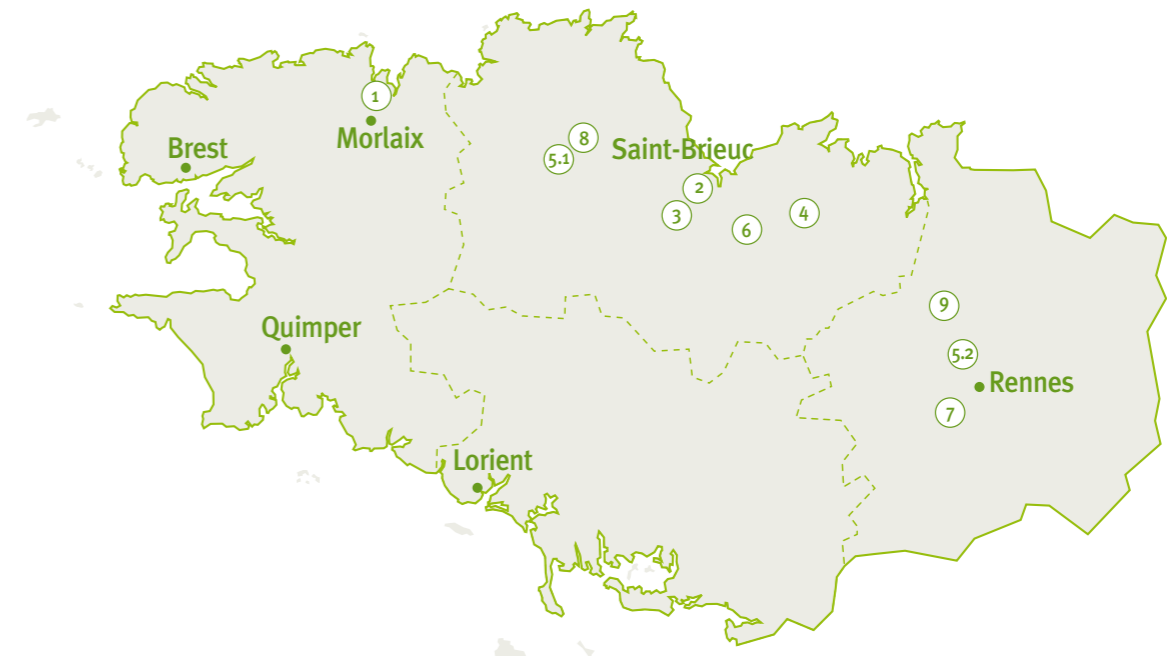 1
Morlaix
Brest
8
5.1
Saint-Brieuc
2
3
4
6
9
Quimper
5.2
Rennes
7
Lorient